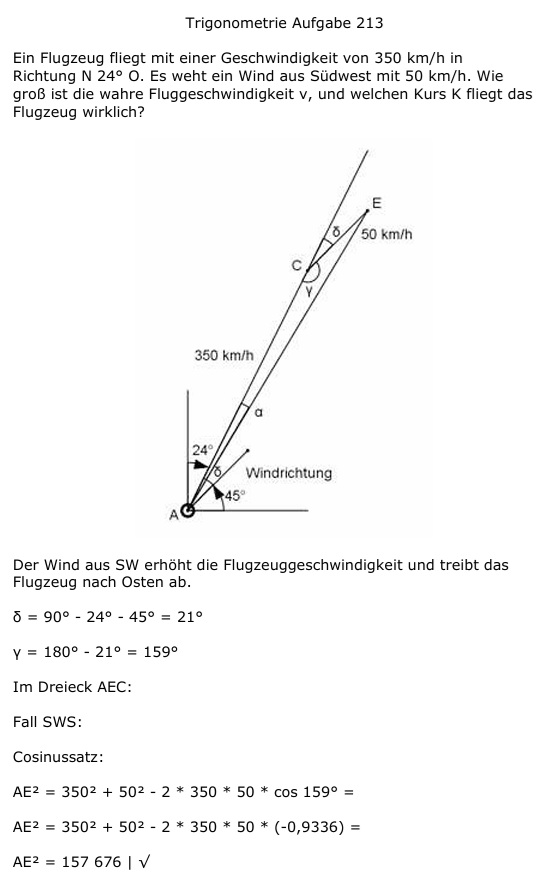 Trigonometrie Aufgabe 213
Ein Flugzeug fliegt mit einer Geschwindigkeit von 350 km/h in
Richtung N 24° O. Es weht ein Wind aus Südwest mit 50 km/h. Wie
groß ist die wahre Fluggeschwindigkeit v, und welchen Kurs K fliegt das
Flugzeug wirklich?
E
δ
50 km/h
C
γ
350 km/h
α
24°
δ
Windrichtung
45°
A
Der Wind aus SW erhöht die Flugzeuggeschwindigkeit und treibt das
Flugzeug nach Osten ab.
δ = 90° - 24° - 45° = 21°
γ = 180° - 21° = 159°
Im Dreieck AEC:
Fall SWS:
Cosinussatz:
AE² = 350² + 50² - 2 * 350 * 50 * cos 159° =
AE² = 350² + 50² - 2 * 350 * 50 * (-0,9336) =
AE² = 157 676 | √